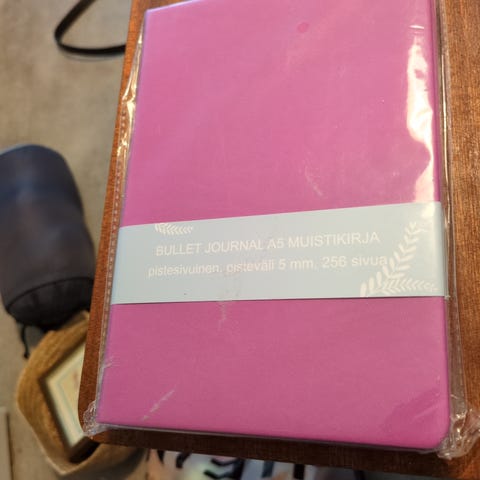 BULLET JOURNAL A5 MUISTIKIRJA
pistesivuinen, pisteväli 5 mm, 256 sivua